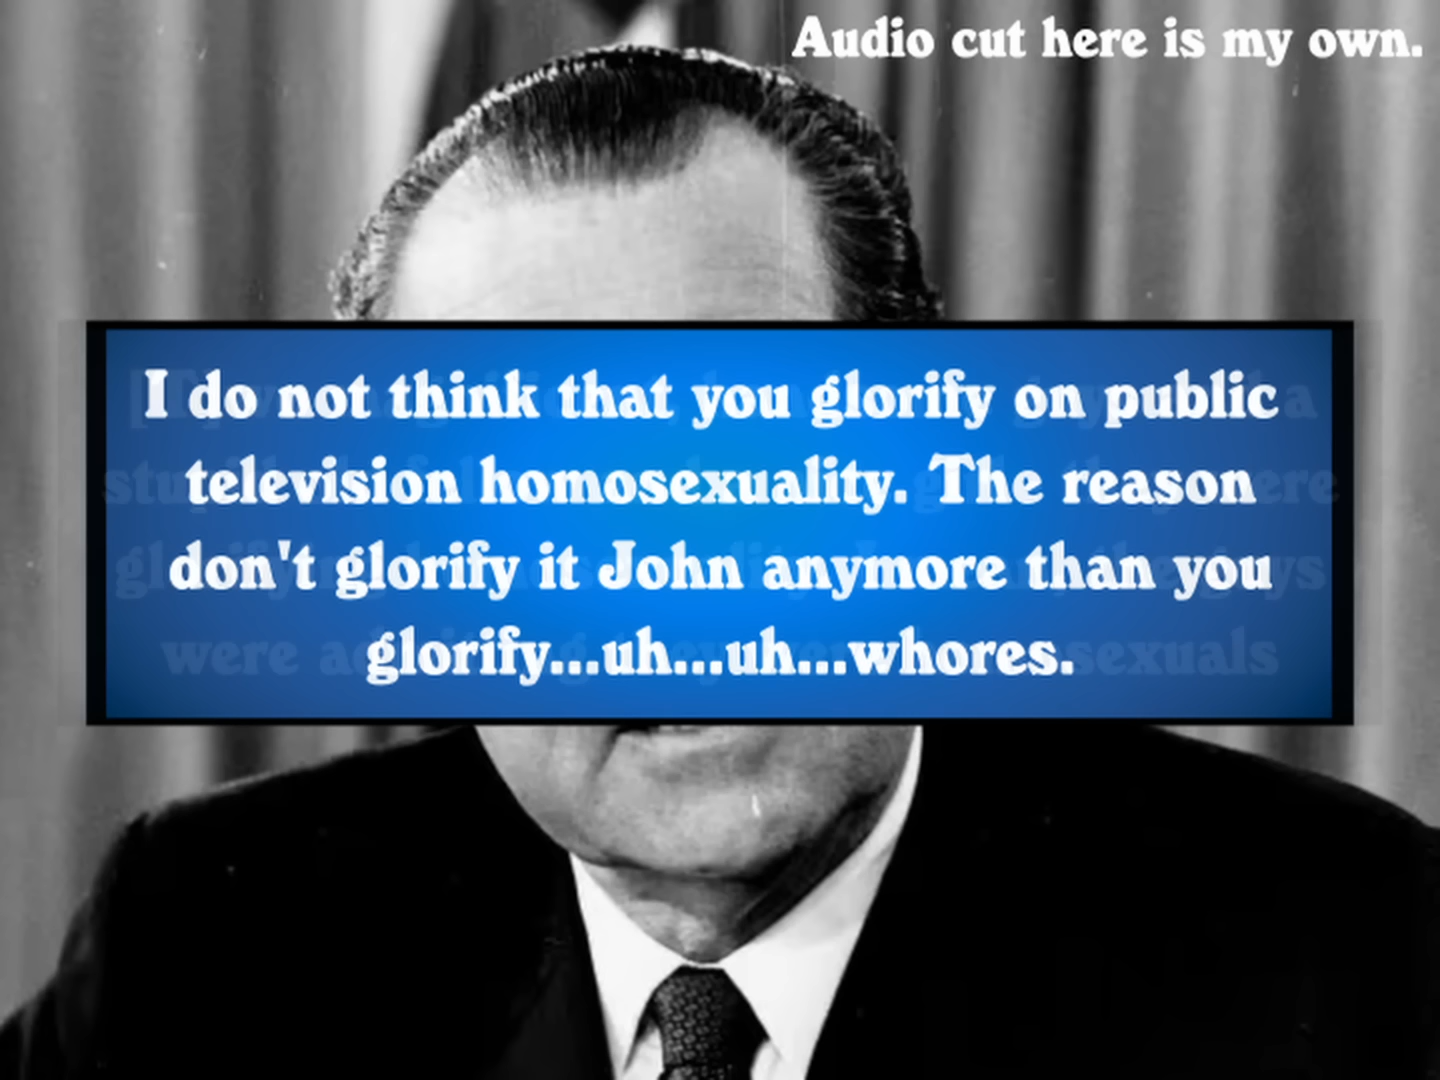 Audio cut here is my own.
I do not think that you glorify on public
television homosexuality. The reason
don't glorify it John anymore than you
glorify...uh...uh...whores.